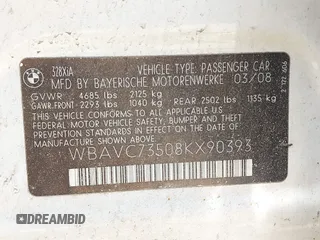 BMW
328XiA
VEHICLE TYPE: PASSENGER CAR
MFD BY BAYERISCHE MOTORENWERKE 03/08
GVWR 4685 lbs 2125 kg
GAWR.FRONT-2293 lbs 1040 kg REAR 2502 lbs 1135 kg
THIS VEHICLE CONFORMS TO ALL APPLICABLE
FEDERAL MOTOR VEHICLE SAFETY, BUMPER AND
THEFT PREVENTION STANDARDS IN EFFECT ON THE
DATE OF MANUFACTURE SHOWN ABOVE
WBAVC73508KX90393
DREAMBID